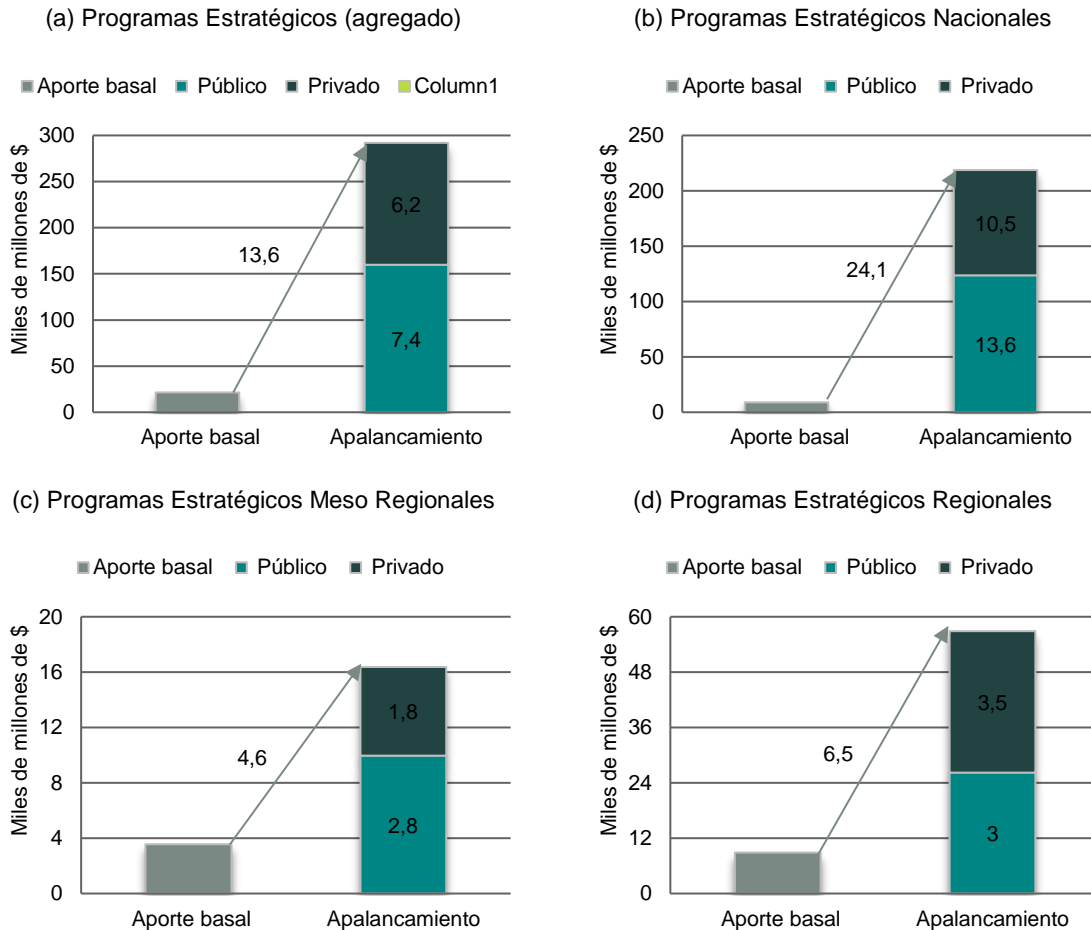 (a) Programas Estratégicos (agregado)
Aporte basal Público Privado Column1
Miles de millones de $
300
250
200
150
100
50
0
13,6
6,2
7,4
Aporte basal Apalancamiento
(b) Programas Estratégicos Nacionales
Aporte basal Público Privado
Miles de millones de $
250
200
150
100
50
0
24,1
10,5
13,6
Aporte basal Apalancamiento
(c) Programas Estratégicos Meso Regionales
Aporte basal Público Privado
Miles de millones de $
20
16
12
8
4
0
4,6
1,8
2,8
Aporte basal Apalancamiento
(d) Programas Estratégicos Regionales
Aporte basal Público Privado
Miles de millones de $
60
48
36
24
12
0
6,5
3,5
3
Aporte basal Apalancamiento